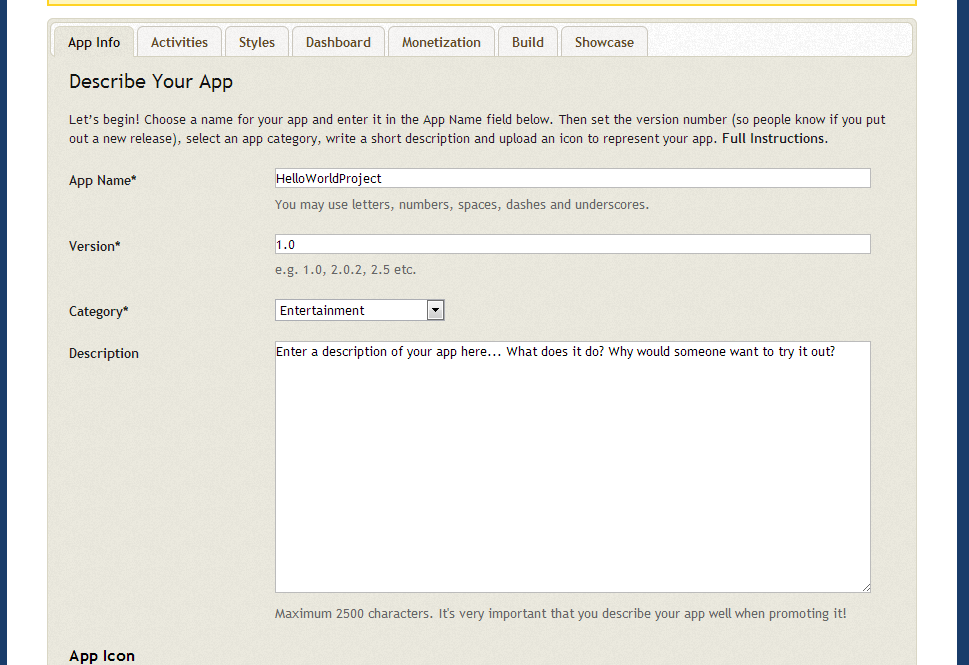 App Info Activities Styles Dashboard Monetization Build Showcase
Describe Your App
Let's begin! Choose a name for your app and enter it in the App Name field below. Then set the version number (so people know if you put
out a new release), select an app category, write a short description and upload an icon to represent your app. Full Instructions.
App Name* HelloWorldProject
You may use letters, numbers, spaces, dashes and underscores.
Version* 1.0
e.g. 1.0, 2.0.2, 2.5 etc.
Category* Entertainment
Description Enter a description of your app here... What does it do? Why would someone want to try it out?
Maximum 2500 characters. It's very important that you describe your app well when promoting it!
App Icon